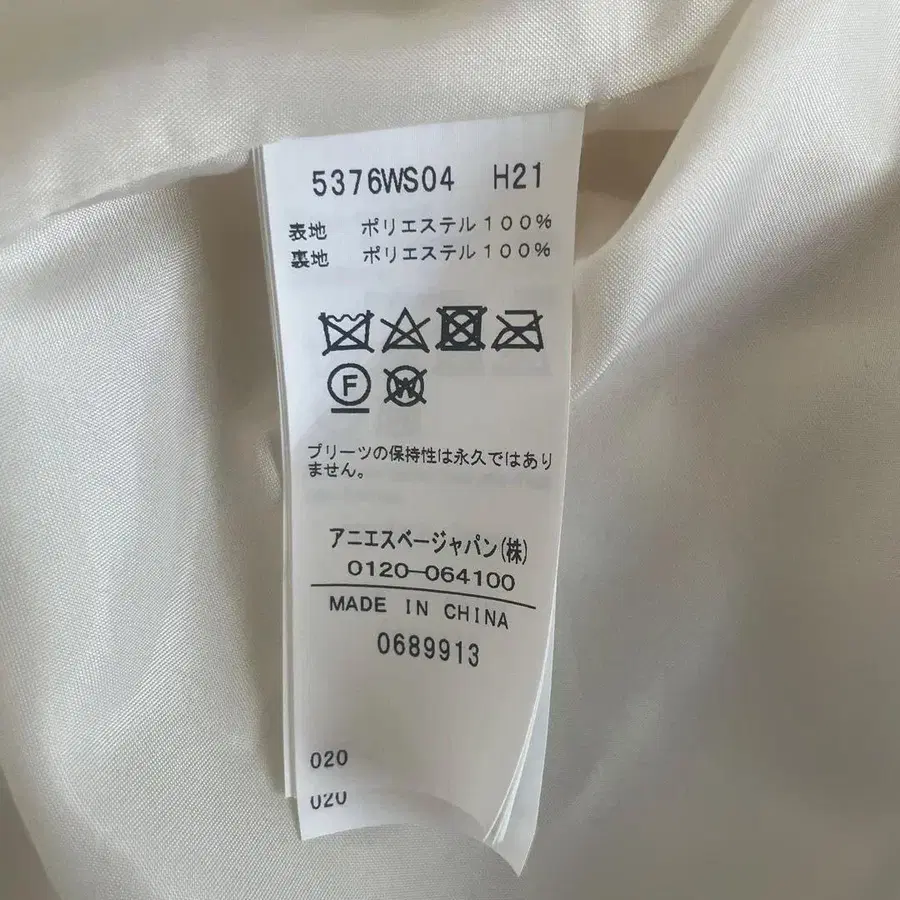 5376WS04 H21
表地 ポリエステル100%
裏地 ポリエステル100%
F W
プリーツの保持性は永久ではあり
ません。
アニエスベージャパン(株)
0120-064100
MADE IN CHINA
0689913
020
020